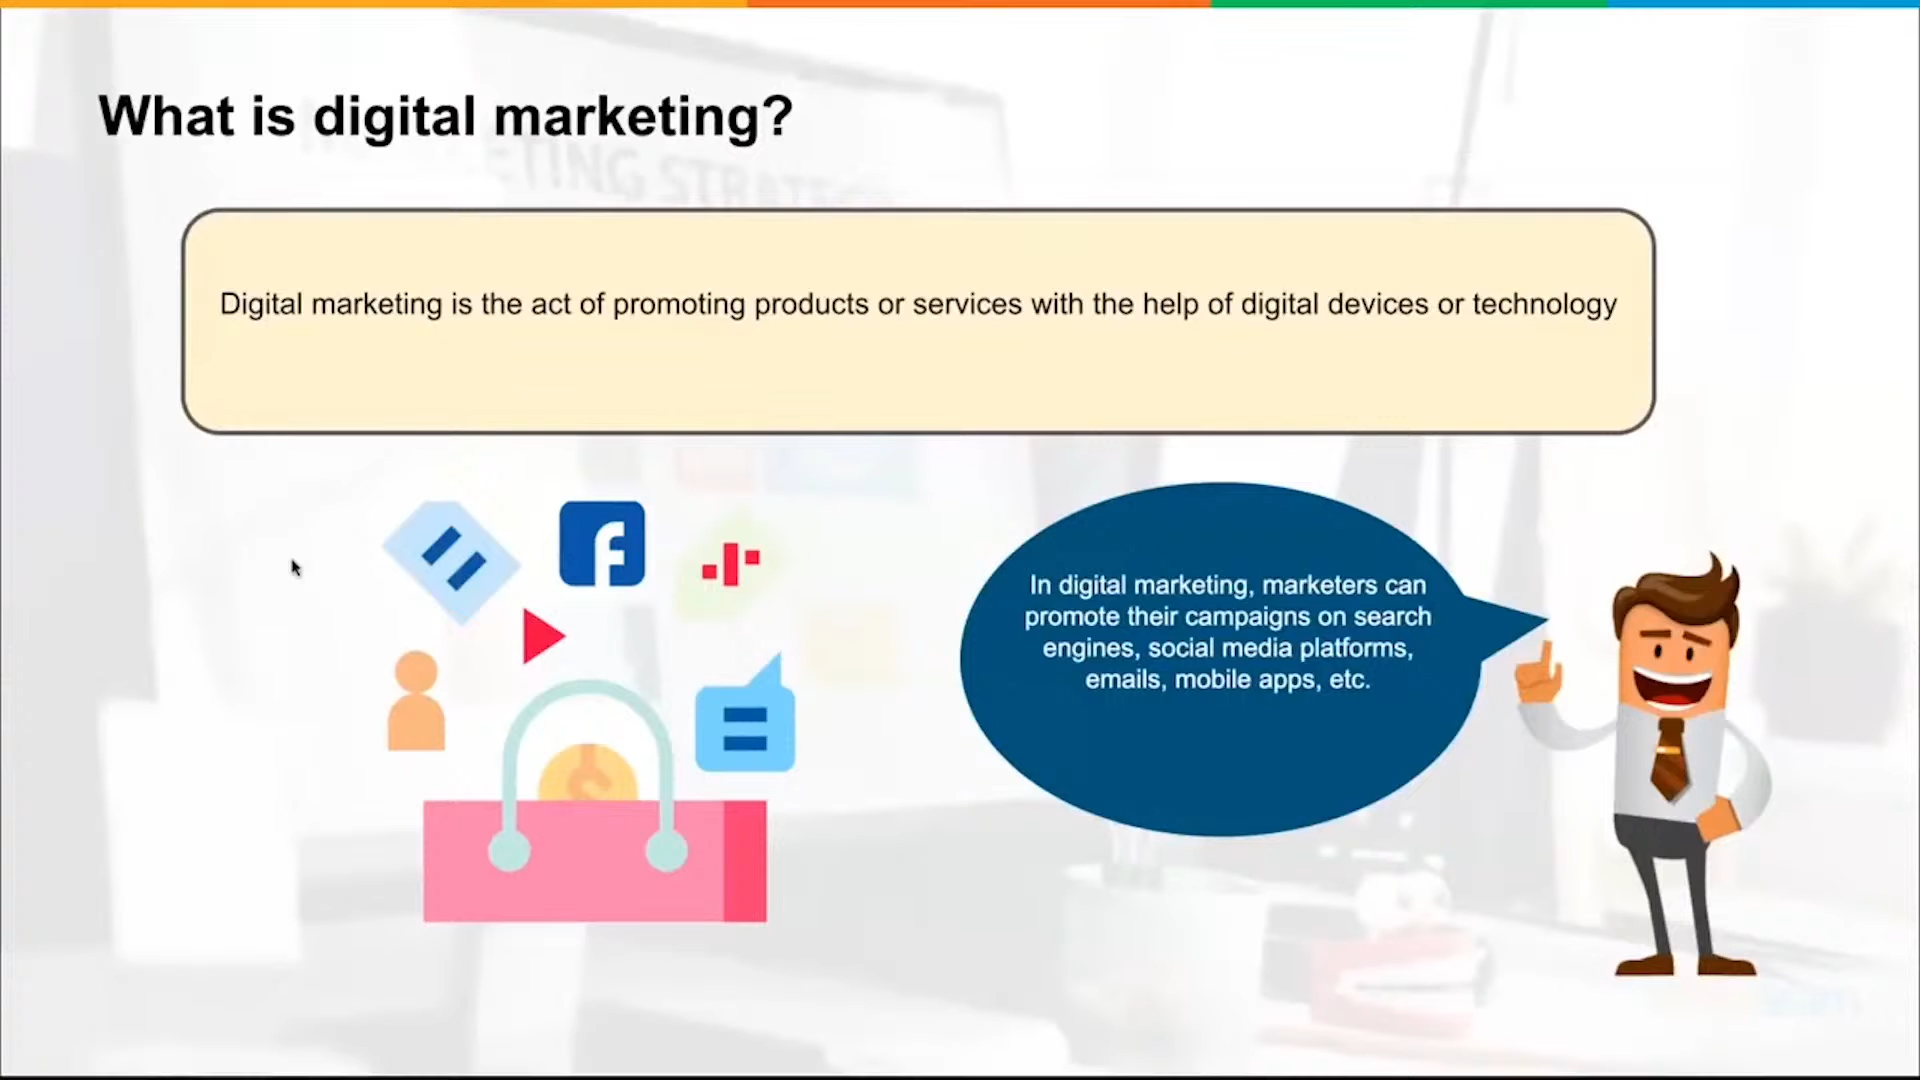 What is digital marketing?
Digital marketing is the act of promoting products or services with the help of digital devices or technology
In digital marketing, marketers can
promote their campaigns on search
engines, social media platforms,
emails, mobile apps, etc.